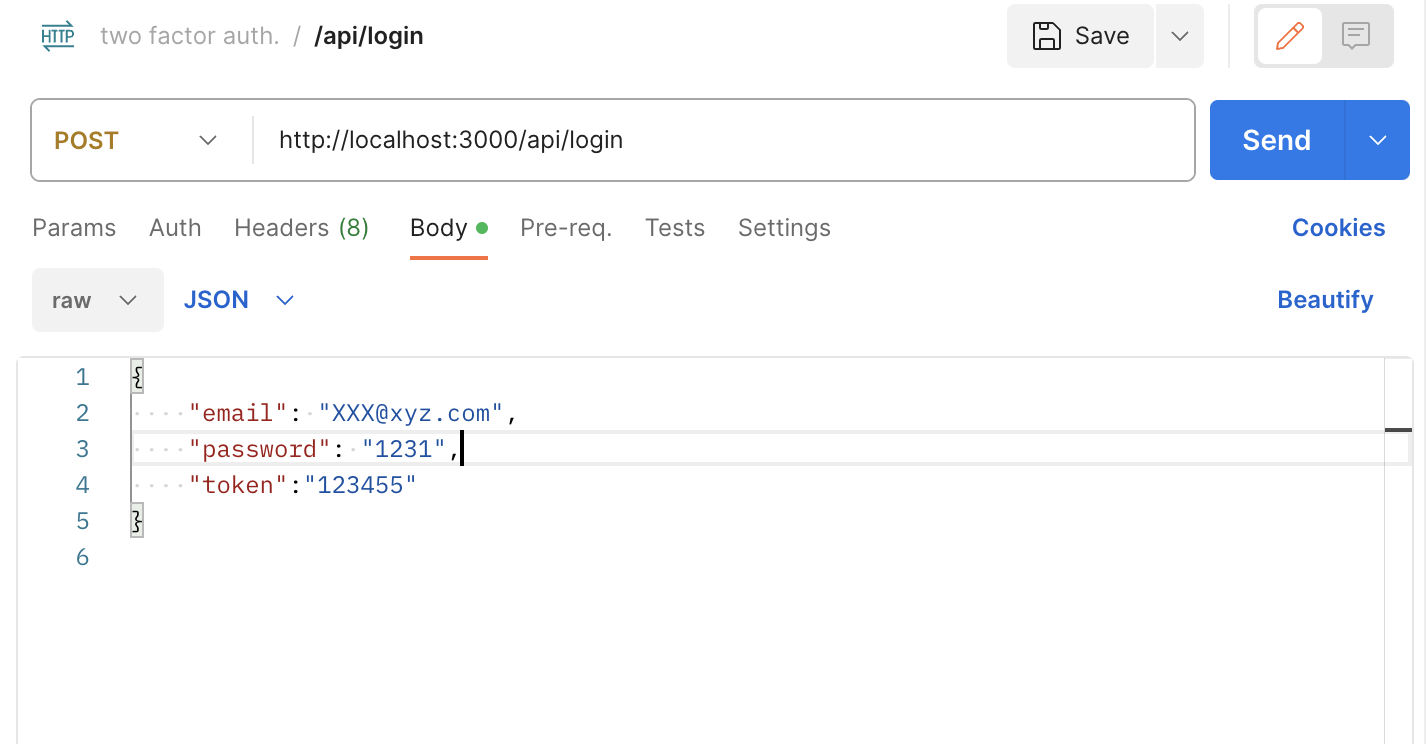 HTTP two factor auth. / /api/login Save
POST http://localhost:3000/api/login Send
Params Auth Headers (8) Body Pre-req. Tests Settings Cookies
raw JSON Beautify
1 {
2 "email": "XXX@xyz.com",
3 "password": "1231",
4 "token":"123455"
5 }
6